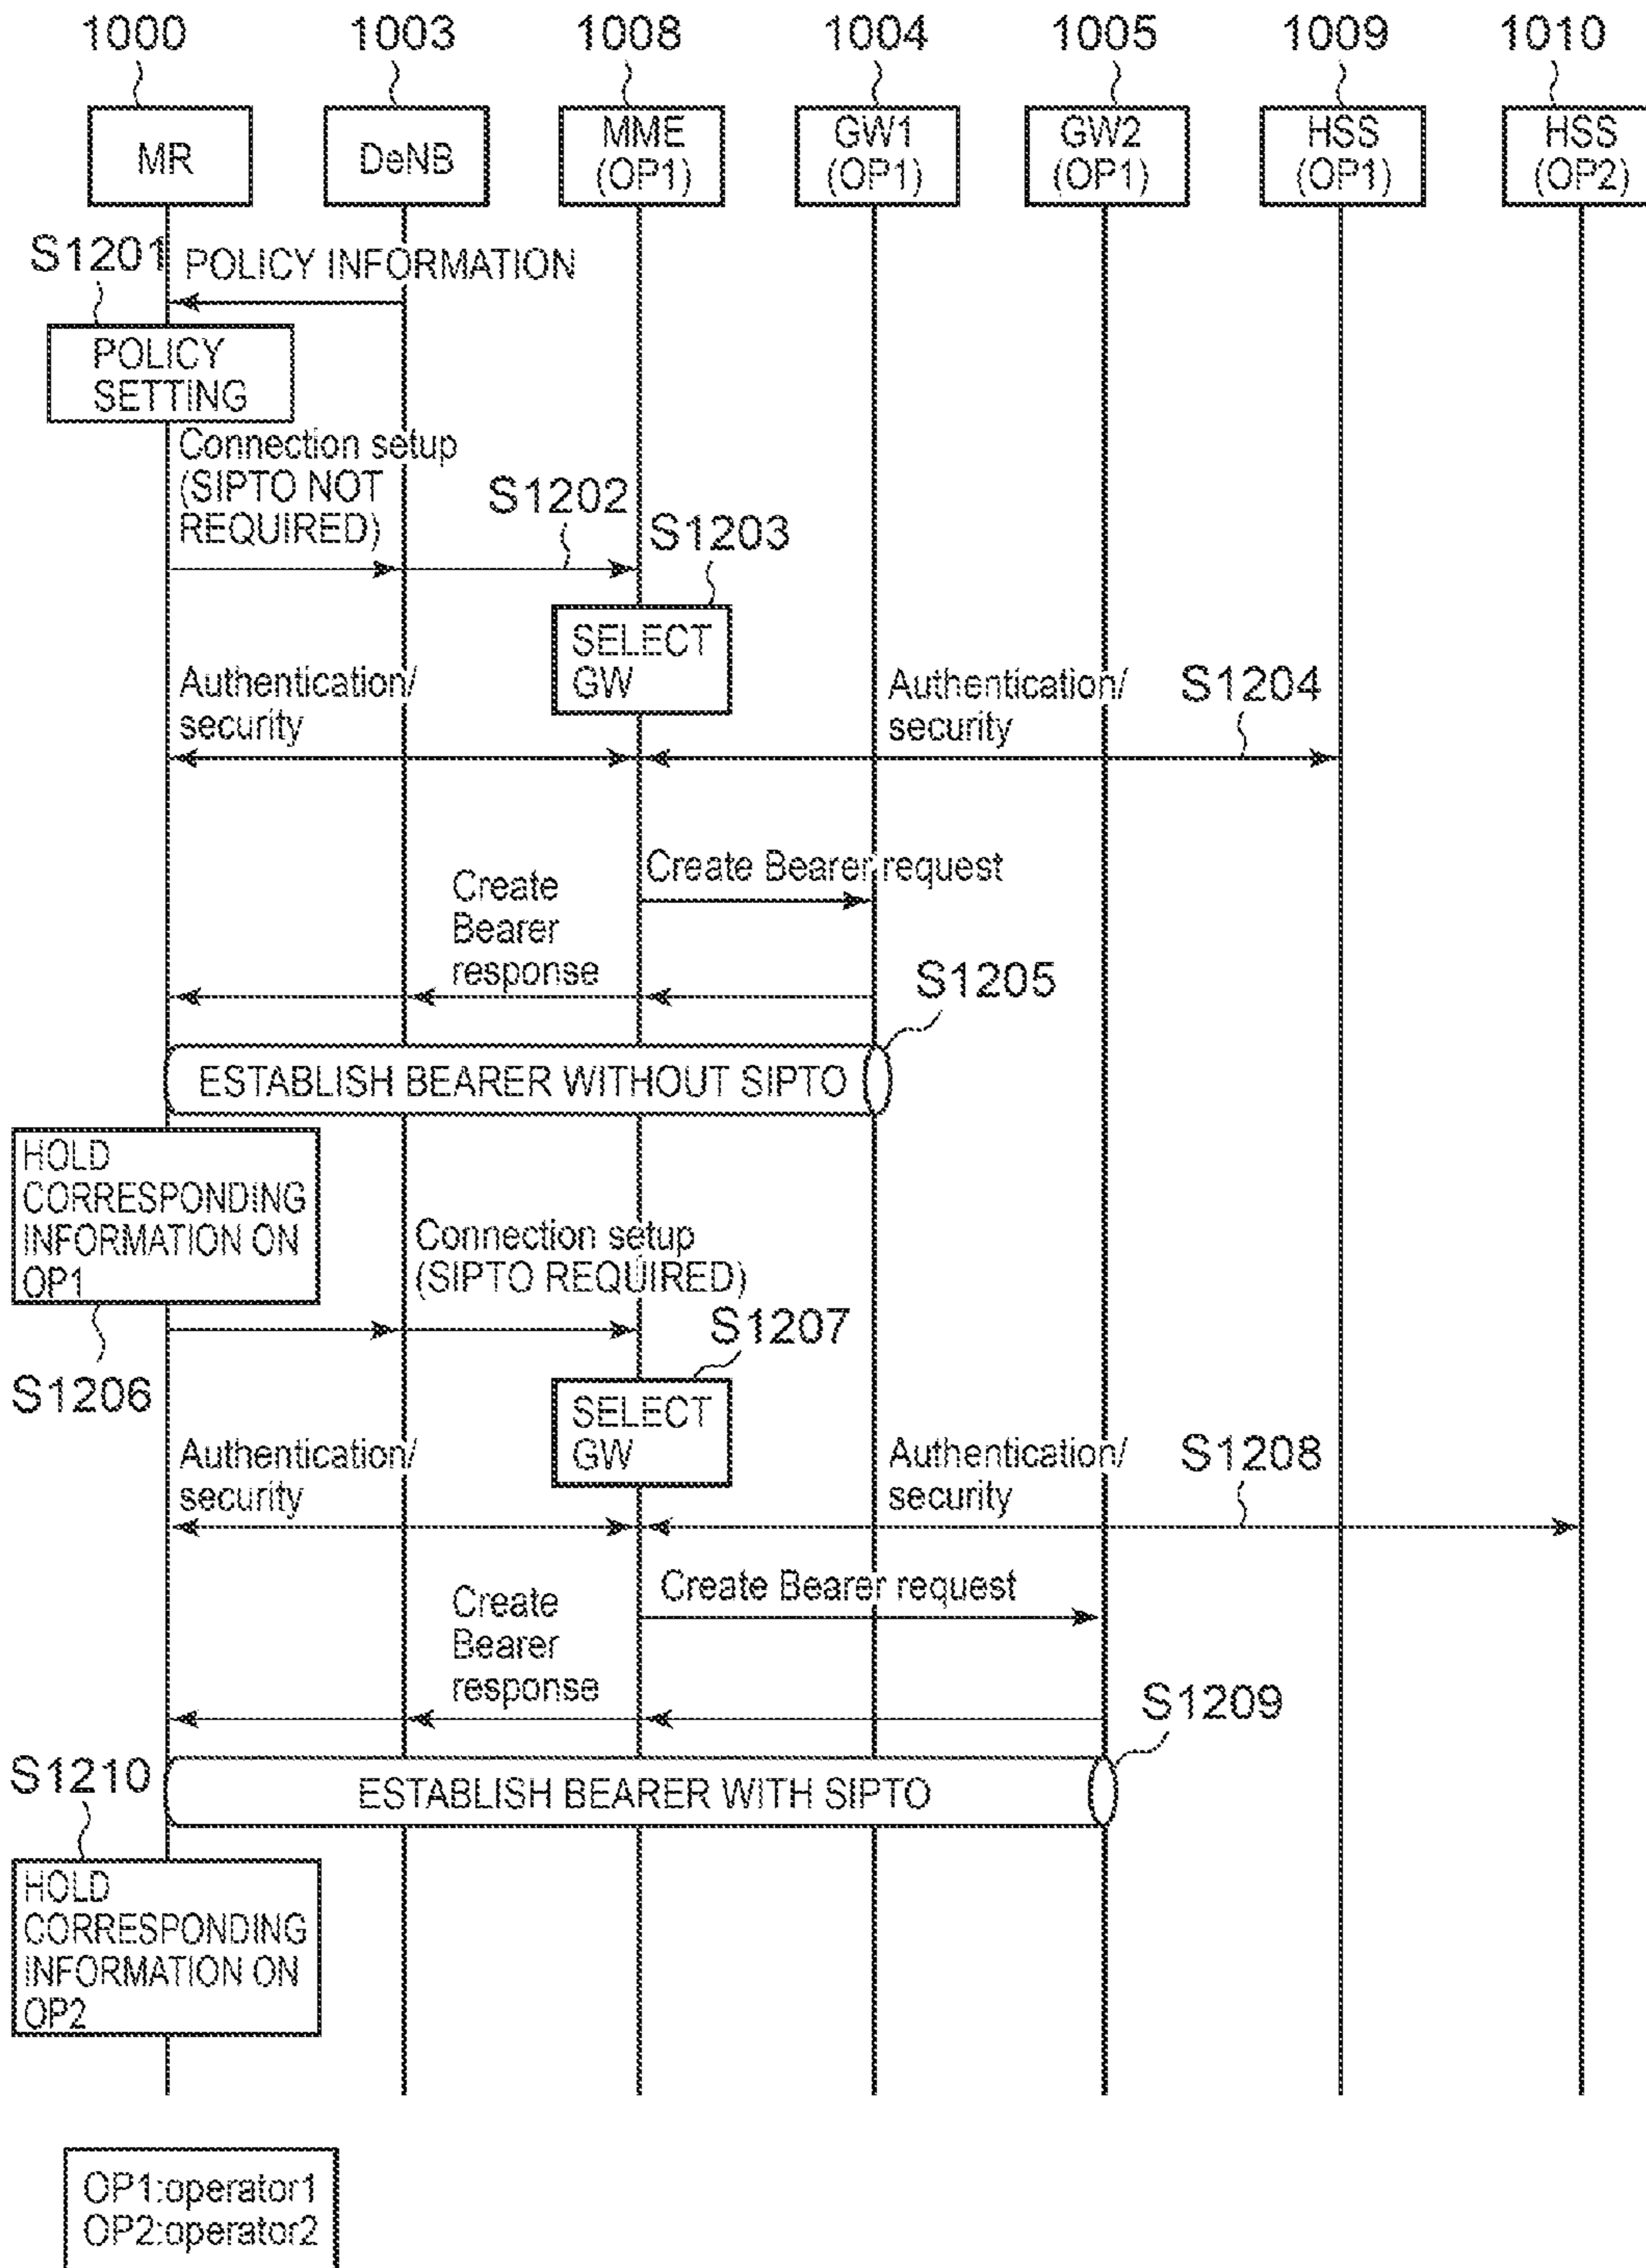 1000
1003
1008
1004
1005
1009
1010
MR
DeNB
MME
(OP1)
GW1
(OP1)
GW2
(OP1)
HSS
(OP1)
HSS
(OP2)
S1201
POLICY INFORMATION
POLICY
SETTING
Connection setup
(SIPTO NOT
REQUIRED)
S1202
S1203
SELECT
GW
Authentication/
security
Authentication/
security
S1204
Create Bearer request
Create
Bearer
response
S1205
ESTABLISH BEARER WITHOUT SIPTO
HOLD
CORRESPONDING
INFORMATION ON
OP1
Connection setup
(SIPTO REQUIRED)
S1206
S1207
SELECT
GW
Authentication/
security
Authentication/
security
S1208
Create Bearer request
Create
Bearer
response
S1209
ESTABLISH BEARER WITH SIPTO
S1210
HOLD
CORRESPONDING
INFORMATION ON
OP2
OP1:operator1
OP2:operator2